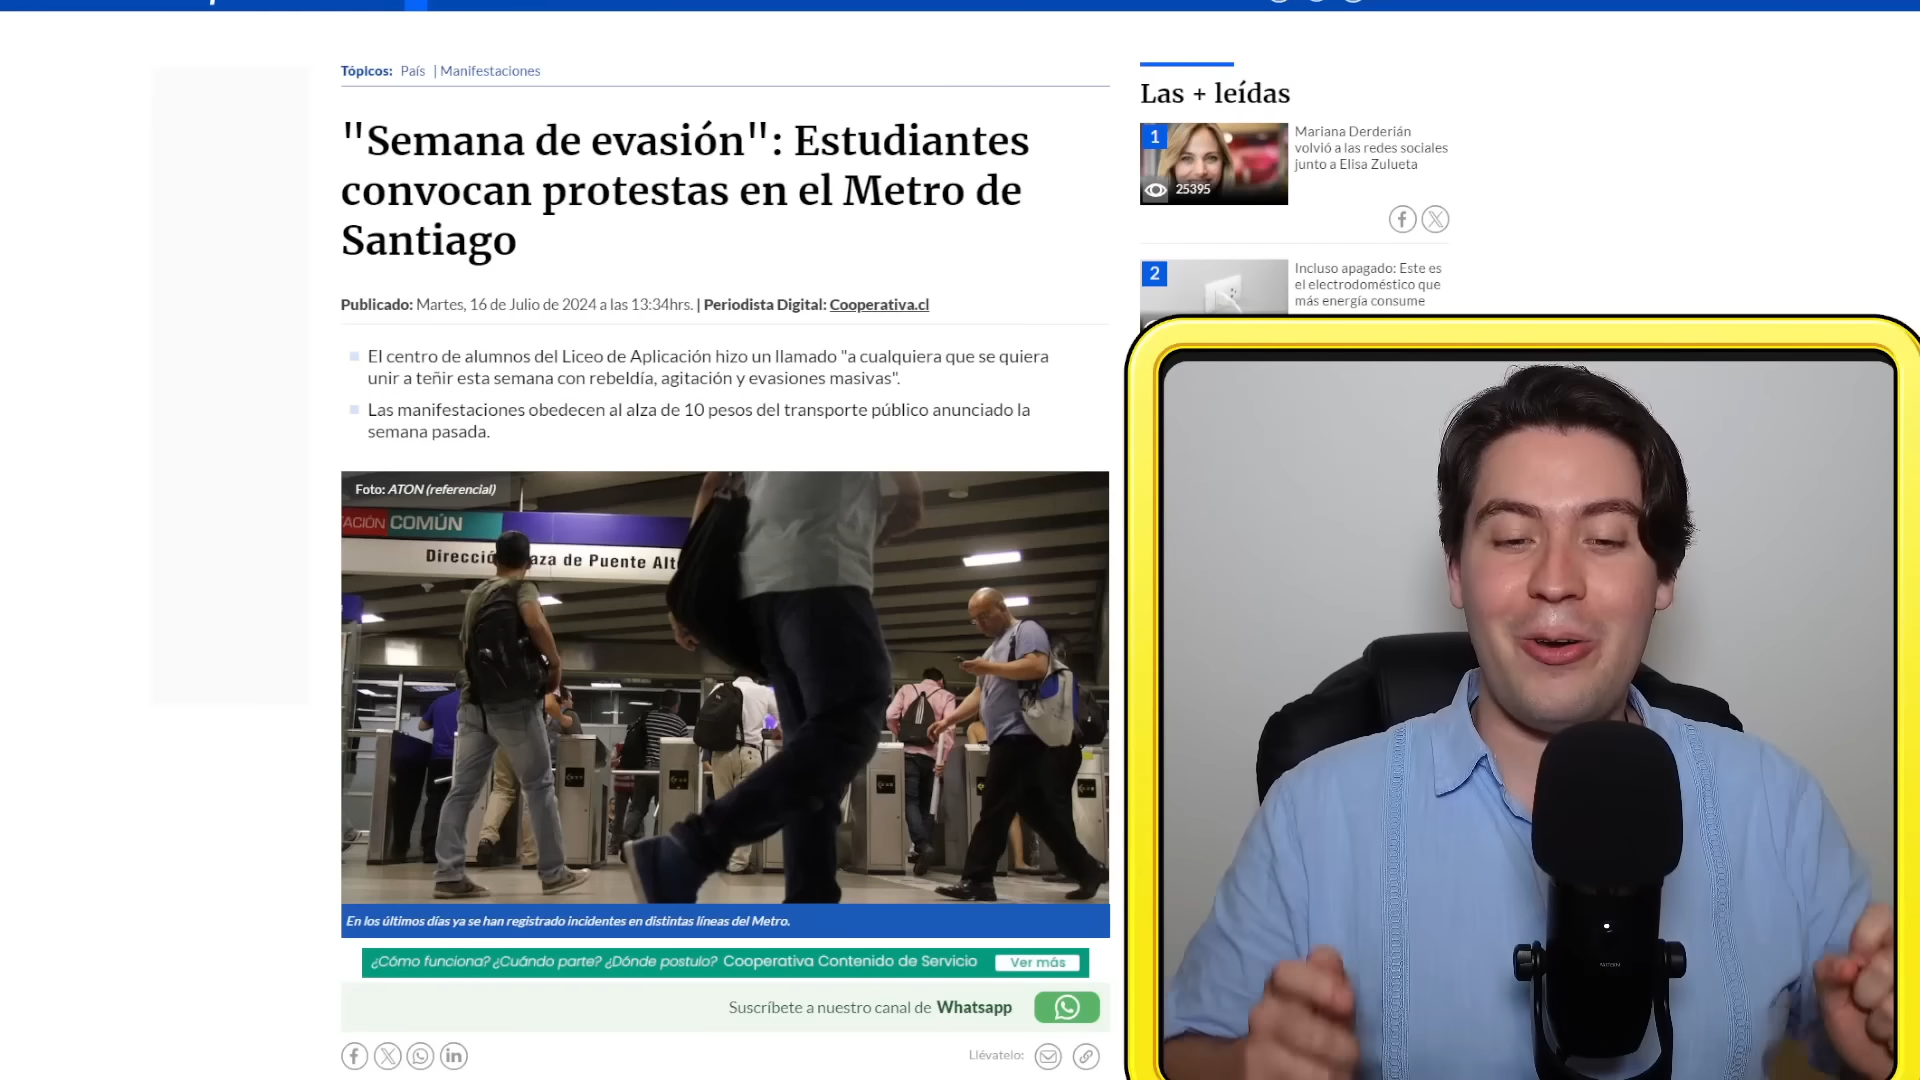 Tópicos: País | Manifestaciones
"Semana de evasión": Estudiantes
convocan protestas en el Metro de
Santiago
Publicado: Martes, 16 de Julio de 2024 a las 13:34hrs. | Periodista Digital: Cooperativa.cl
El centro de alumnos del Liceo de Aplicación hizo un llamado "a cualquiera que se quiera
unir a teñir esta semana con rebeldía, agitación y evasiones masivas".
Las manifestaciones obedecen al alza de 10 pesos del transporte público anunciado la
semana pasada.
Foto: ATON (referencial)
ACIÓN COMÚN
Direcció aza de Puente Alt
En los últimos días ya se han registrado incidentes en distintas líneas del Metro.
¿Cómo funciona? ¿Cuándo parte? ¿Dónde postulo? Cooperativa Contenido de Servicio Ver más
Suscríbete a nuestro canal de Whatsapp
Llévatelo:
Las + leídas
1
25395
Mariana Derderián
volvió a las redes sociales
junto a Elisa Zulueta
2
Incluso apagado: Este es
el electrodoméstico que
más energía consume